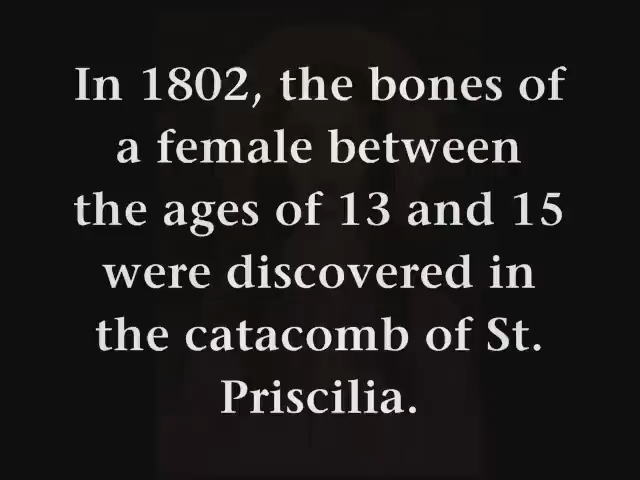 In 1802, the bones of
a female between
the ages of 13 and 15
were discovered in
the catacomb of St.
Priscilia.